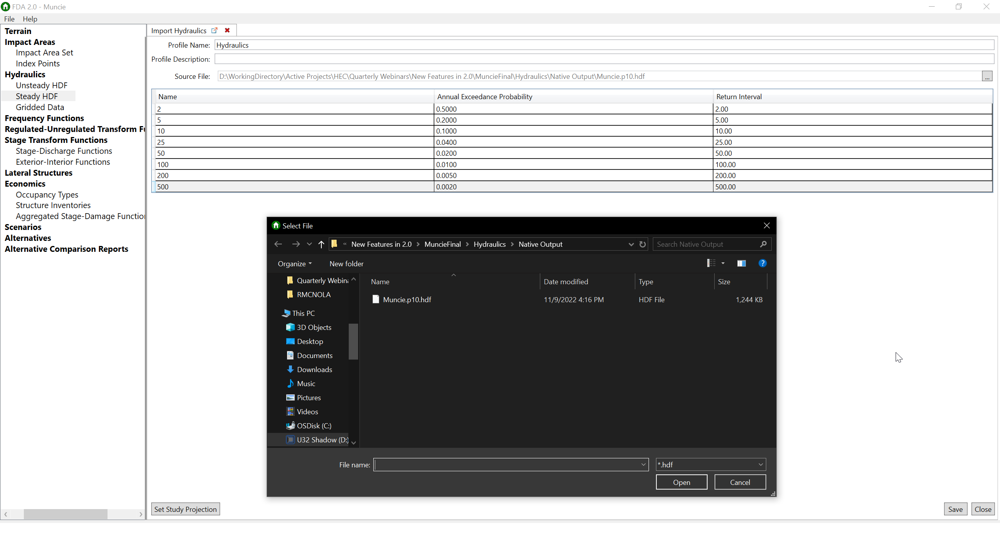 FDA 2.0 - Muncie
File Help
Terrain
Impact Areas
Impact Area Set
Index Points
Hydraulics
Unsteady HDF
Steady HDF
Gridded Data
Frequency Functions
Regulated-Unregulated Transform Fu
Stage Transform Functions
Stage-Discharge Functions
Exterior-Interior Functions
Lateral Structures
Economics
Occupancy Types
Structure Inventories
Aggregated Stage-Damage Function
Scenarios
Alternatives
Alternative Comparison Reports
Import Hydraulics
Profile Name: Hydraulics
Profile Description:
Source File: D:\WorkingDirectory\Active Projects\HEC\Quarterly Webinars\New Features in 2.0\MuncieFinal\Hydraulics\Native Output\Muncie.p10.hdf ...
Name Annual Exceedance Probability Return Interval
2 0.5000 2.00
5 0.2000 5.00
10 0.1000 10.00
25 0.0400 25.00
50 0.0200 50.00
100 0.0100 100.00
200 0.0050 200.00
500 0.0020 500.00
Select File
« New Features in 2.0 > MuncieFinal > Hydraulics > Native Output
Search Native Output
Organize New folder
?
Quarterly Webina
RMCNOLA
This PC
3D Objects
Desktop
Documents
Downloads
Music
Pictures
Videos
OSDisk (C:)
U32 Shadow (D:)
Name Date modified Type Size
Muncie.p10.hdf 11/9/2022 4:16 PM HDF File 1,244 KB
File name: *.hdf
Open Cancel
Set Study Projection
Save Close